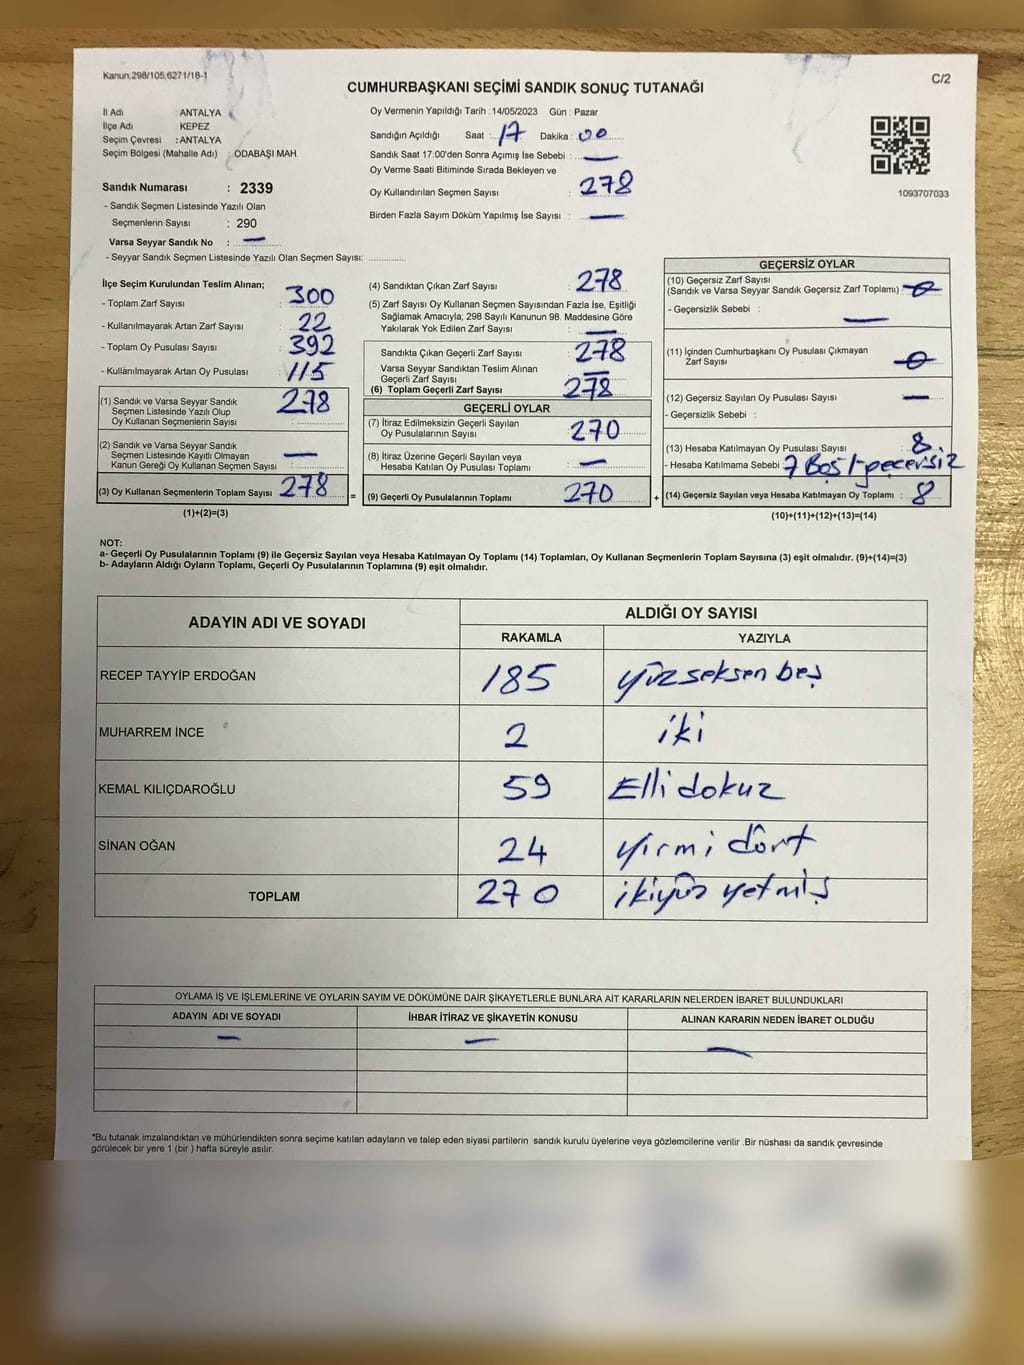 Kanun;298/105;6271/18-1
C/2
CUMHURBAŞKANI SEÇİMİ SANDIK SONUÇ TUTANAĞI
İl Adı : ANTALYA
İlçe Adı : KEPEZ
Seçim Çevresi : ANTALYA
Seçim Bölgesi (Mahalle Adı) : ODABAŞI MAH.
Sandık Numarası : 2339
- Sandık Seçmen Listesinde Yazılı Olan
Seçmenlerin Sayısı : 290
Varsa Seyyar Sandık No : —
- Seyyar Sandık Seçmen Listesinde Yazılı Olan Seçmen Sayısı: ..............
Oy Vermenin Yapıldığı Tarih : 14/05/2023 Gün : Pazar
Sandığın Açıldığı Saat : 17 Dakika : 00
Sandık Saat 17:00'den Sonra Açımış İse Sebebi : —
Oy Verme Saati Bitiminde Sırada Bekleyen ve
Oy Kullandırılan Seçmen Sayısı : 278
Birden Fazla Sayım Döküm Yapılmış İse Sayısı : —
1093707033
İlçe Seçim Kurulundan Teslim Alınan;
- Toplam Zarf Sayısı 300
- Kullanılmayarak Artan Zarf Sayısı 22
- Toplam Oy Pusulası Sayısı 392
- Kullanılmayarak Artan Oy Pusulası 115
(1) Sandık ve Varsa Seyyar Sandık 278
Seçmen Listesinde Yazılı Olup
Oy Kullanan Seçmenlerin Sayısı
(2) Sandık ve Varsa Seyyar Sandık
Seçmen Listesinde Kayıtlı Olmayan —
Kanun Gereği Oy Kullanan Seçmen Sayısı
(3) Oy Kullanan Seçmenlerin Toplam Sayısı 278
(1)+(2)=(3)
=
(4) Sandıktan Çıkan Zarf Sayısı 278
(5) Zarf Sayısı Oy Kullanan Seçmen Sayısından Fazla İse, Eşitliği
Sağlamak Amacıyla; 298 Sayılı Kanunun 98. Maddesine Göre
Yakılarak Yok Edilen Zarf Sayısı —
Sandıkta Çıkan Geçerli Zarf Sayısı 278
Varsa Seyyar Sandıktan Teslim Alınan
Geçerli Zarf Sayısı —
(6) Toplam Geçerli Zarf Sayısı 278
GEÇERLİ OYLAR
(7) İtiraz Edilmeksizin Geçerli Sayılan
Oy Pusulalarının Sayısı 270
(8) İtiraz Üzerine Geçerli Sayılan veya
Hesaba Katılan Oy Pusulası Toplamı —
(9) Geçerli Oy Pusulalarının Toplamı 270
+
GEÇERSİZ OYLAR
(10) Geçersiz Zarf Sayısı
(Sandık ve Varsa Seyyar Sandık Geçersiz Zarf Toplamı) : 0
- Geçersizlik Sebebi : —
(11) İçinden Cumhurbaşkanı Oy Pusulası Çıkmayan
Zarf Sayısı 0
(12) Geçersiz Sayılan Oy Pusulası Sayısı —
- Geçersizlik Sebebi :
(13) Hesaba Katılmayan Oy Pusulası Sayısı : 8
- Hesaba Katılmama Sebebi : 7 Boş 1-geçersiz
(14) Geçersiz Sayılan veya Hesaba Katılmayan Oy Toplamı : 8
(10)+(11)+(12)+(13)=(14)
NOT:
a- Geçerli Oy Pusulalarının Toplamı (9) ile Geçersiz Sayılan veya Hesaba Katılmayan Oy Toplamı (14) Toplamları, Oy Kullanan Seçmenlerin Toplam Sayısına (3) eşit olmalıdır. (9)+(14)=(3)
b- Adayların Aldığı Oyların Toplamı, Geçerli Oy Pusulalarının Toplamına (9) eşit olmalıdır.
ADAYIN ADI VE SOYADI
ALDIĞI OY SAYISI
RAKAMLA YAZIYLA
RECEP TAYYİP ERDOĞAN 185 yüzseksen beş
MUHARREM İNCE 2 iki
KEMAL KILIÇDAROĞLU 59 Elli dokuz
SİNAN OĞAN 24 yirmi dört
TOPLAM 270 ikiyüz yetmiş
OYLAMA İŞ VE İŞLEMLERİNE VE OYLARIN SAYIM VE DÖKÜMÜNE DAİR ŞİKAYETLERLE BUNLARA AİT KARARLARIN NELERDEN İBARET BULUNDUKLARI
ADAYIN ADI VE SOYADI İHBAR İTİRAZ VE ŞİKAYETİN KONUSU ALINAN KARARIN NEDEN İBARET OLDUĞU
— — —
*Bu tutanak imzalandıktan ve mühürlendikten sonra seçime katılan adayların ve talep eden siyasi partilerin sandık kurulu üyelerine veya gözlemcilerine verilir .Bir nüshası da sandık çevresinde
görülecek bir yere 1 (bir ) hafta süreyle asılır.